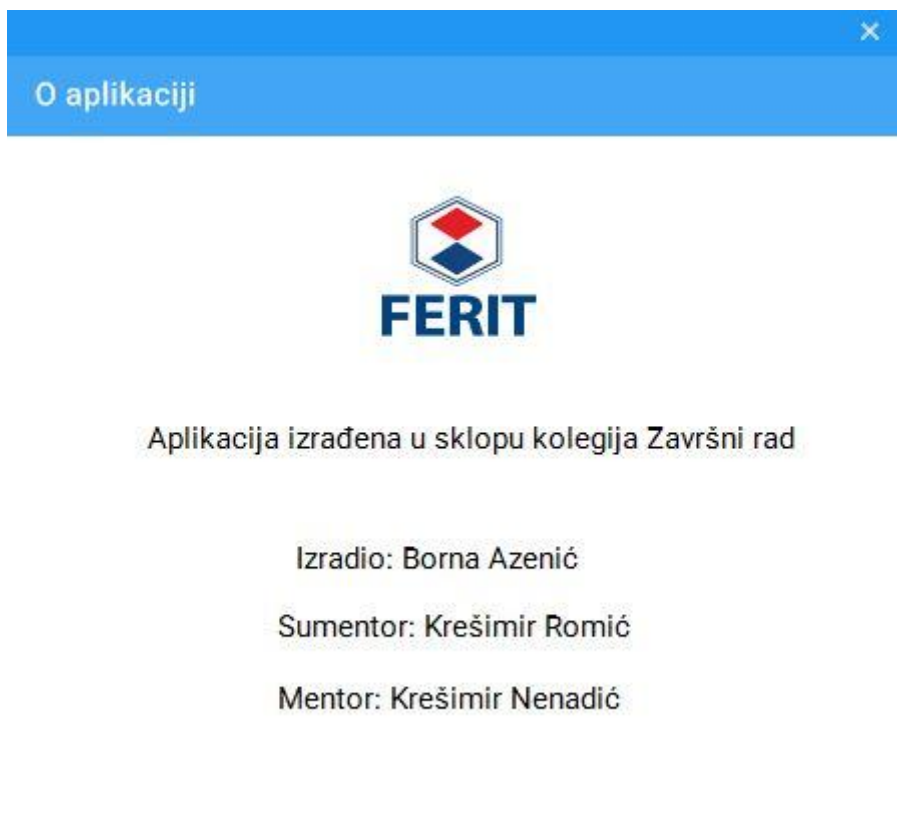 O aplikaciji
FERIT
Aplikacija izrađena u sklopu kolegija Završni rad
Izradio: Borna Azenić
Sumentor: Krešimir Romić
Mentor: Krešimir Nenadić